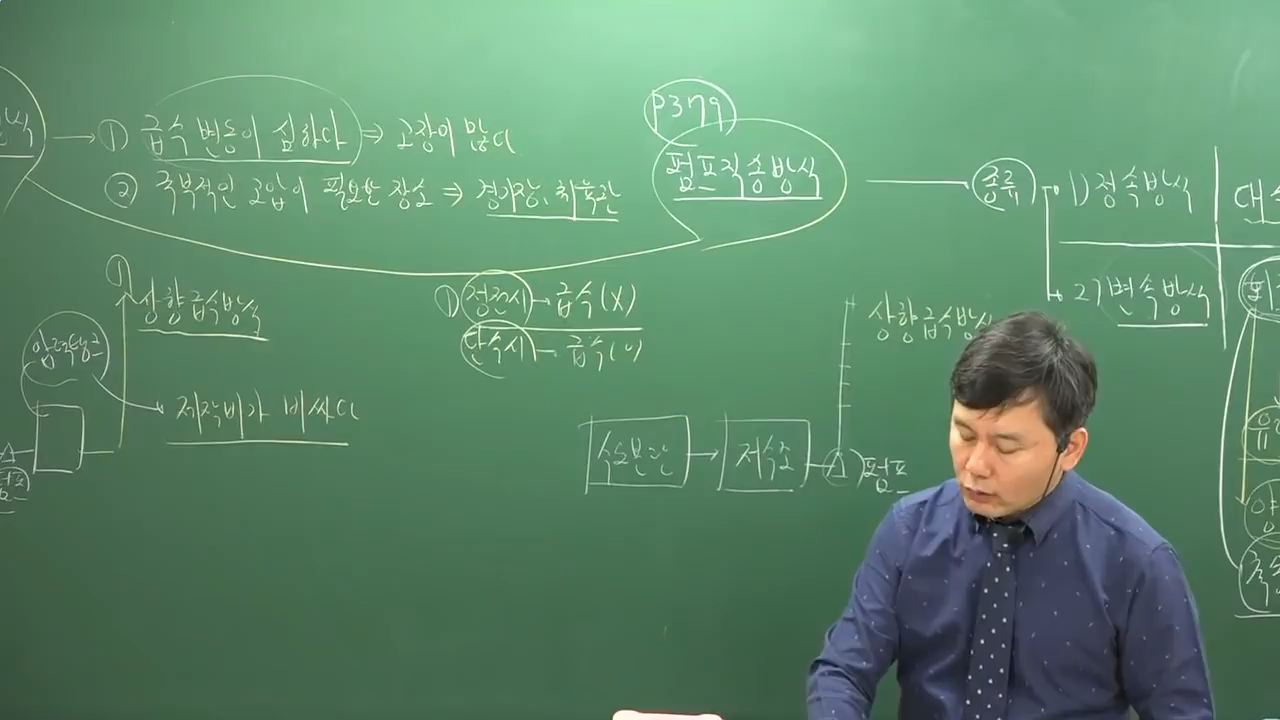 ① 급수 변동이 심하다 ⇒ 고장이 많다
② 국부적인 고압이 필요한 장소 ⇒ 경기장, 체육관
① 상향급수방식
압력탱크
제작비가 비싸다
펌프
P379
펌프직송방식
① 정전시 → 급수(X)
단수시 → 급수(O)
상향급수방식
수도본관 → 저수조
펌프
종류
1) 정속방식
2) 변속방식